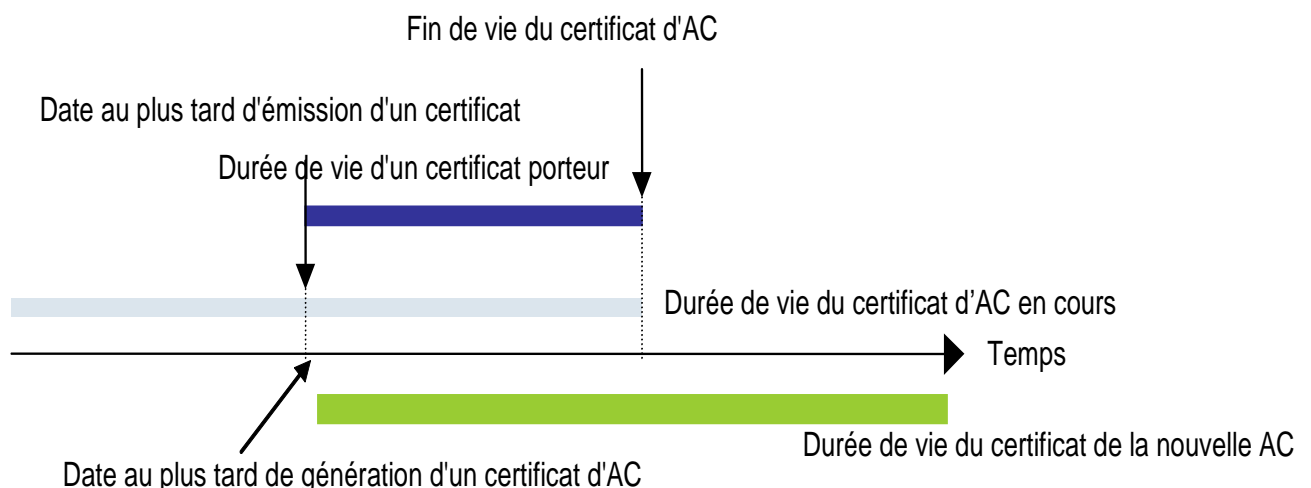 Fin de vie du certificat d'AC
Date au plus tard d'émission d'un certificat
Durée de vie d'un certificat porteur
Durée de vie du certificat d’AC en cours
Temps
Durée de vie du certificat de la nouvelle AC
Date au plus tard de génération d'un certificat d'AC